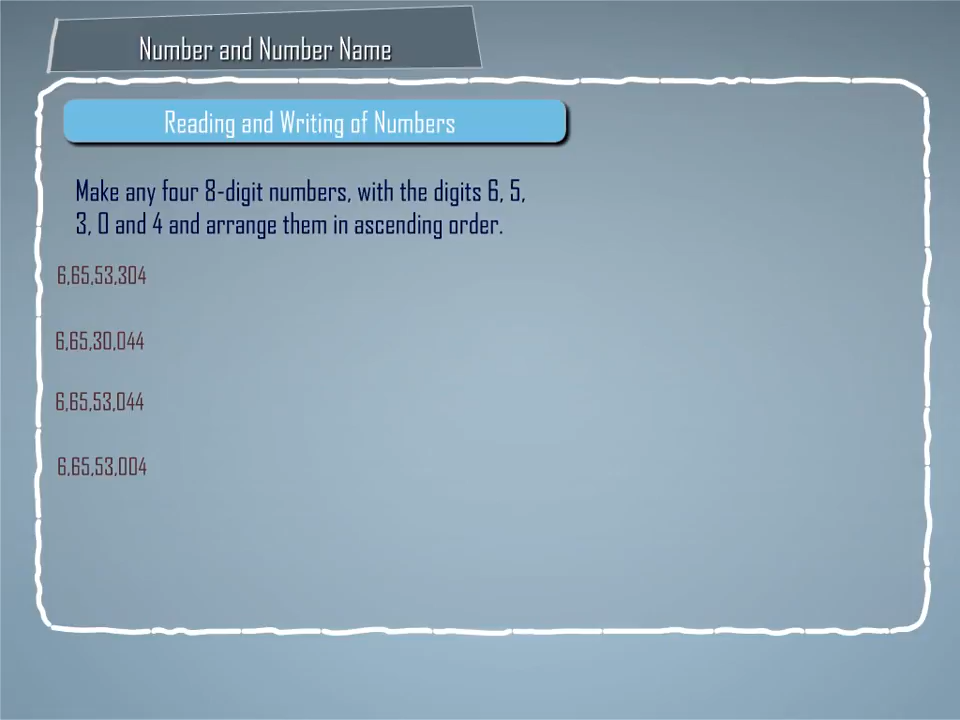 Number and Number Name
Reading and Writing of Numbers
Make any four 8-digit numbers, with the digits 6, 5,
3, 0 and 4 and arrange them in ascending order.
6,65,53,304
6,65,30,044
6,65,53,044
6,65,53,004